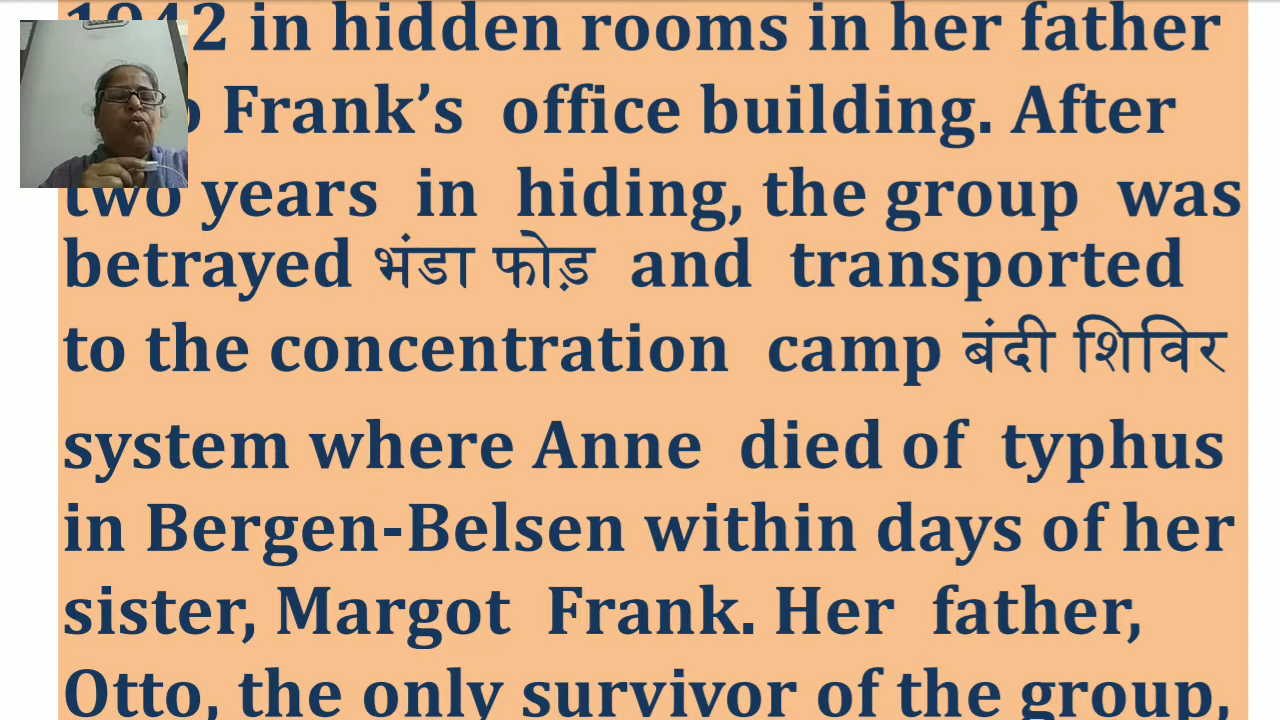 1942 in hidden rooms in her father
Frank’s office building. After
two years in hiding, the group was
betrayed भंडा फोड़ and transported
to the concentration camp बंदी शिविर
system where Anne died of typhus
in Bergen-Belsen within days of her
sister, Margot Frank. Her father,
Otto, the only survivor of the group,